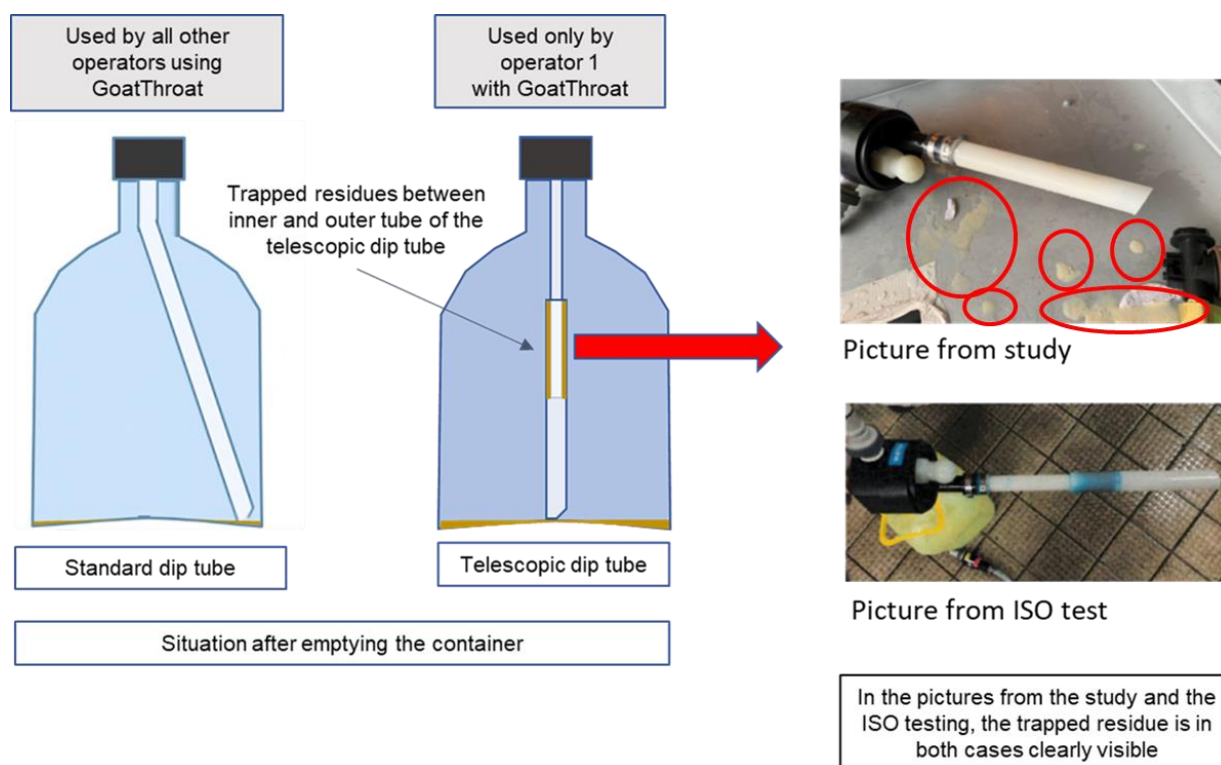 Used by all other
operators using
GoatThroat
Used only by
operator 1
with GoatThroat
Trapped residues between
inner and outer tube of the
telescopic dip tube
Picture from study
Standard dip tube
Telescopic dip tube
Situation after emptying the container
Picture from ISO test
In the pictures from the study and the
ISO testing, the trapped residue is in
both cases clearly visible